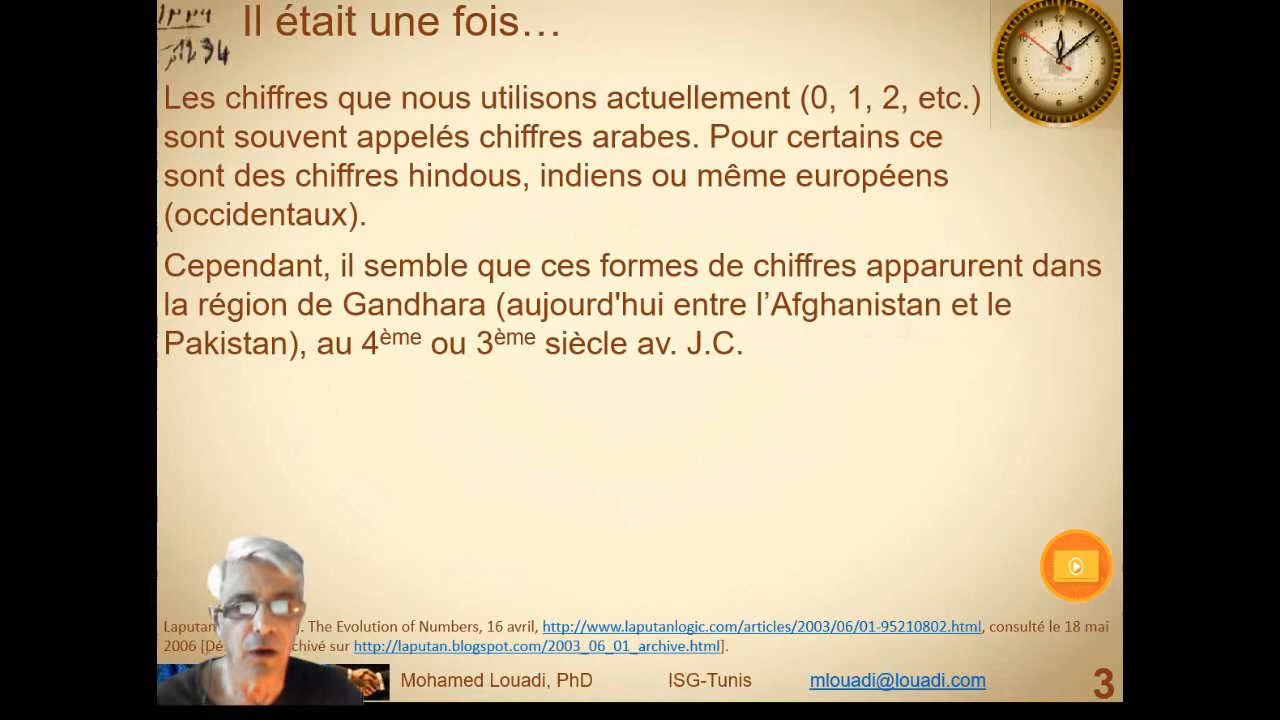 Il était une fois…
1234
Les chiffres que nous utilisons actuellement (0, 1, 2, etc.)
sont souvent appelés chiffres arabes. Pour certains ce
sont des chiffres hindous, indiens ou même européens
(occidentaux).
Cependant, il semble que ces formes de chiffres apparurent dans
la région de Gandhara (aujourd'hui entre l’Afghanistan et le
Pakistan), au 4ème ou 3ème siècle av. J.C.
Laputan ). The Evolution of Numbers, 16 avril, http://www.laputanlogic.com/articles/2003/06/01-95210802.html, consulté le 18 mai
2006 [Dé chivé sur http://laputan.blogspot.com/2003_06_01_archive.html].
Mohamed Louadi, PhD ISG-Tunis mlouadi@louadi.com 3